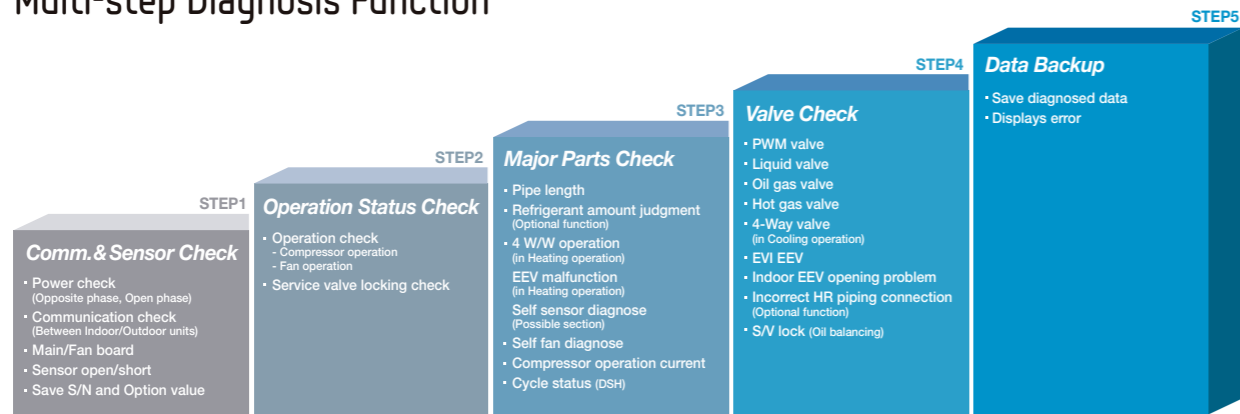 Multi-step Diagnosis Function
STEP1
Comm.&Sensor Check
▪ Power check
(Opposite phase, Open phase)
▪ Communication check
(Between Indoor/Outdoor units)
▪ Main/Fan board
▪ Sensor open/short
▪ Save S/N and Option value
STEP2
Operation Status Check
▪ Operation check
- Compressor operation
- Fan operation
▪ Service valve locking check
STEP3
Major Parts Check
▪ Pipe length
▪ Refrigerant amount judgment
(Optional function)
▪ 4 W/W operation
(in Heating operation)
EEV malfunction
(in Heating operation)
Self sensor diagnose
(Possible section)
▪ Self fan diagnose
▪ Compressor operation current
▪ Cycle status (DSH)
STEP4
Valve Check
▪ PWM valve
▪ Liquid valve
▪ Oil gas valve
▪ Hot gas valve
▪ 4-Way valve
(in Cooling operation)
▪ EVI EEV
▪ Indoor EEV opening problem
▪ Incorrect HR piping connection
(Optional function)
▪ S/V lock (Oil balancing)
STEP5
Data Backup
▪ Save diagnosed data
▪ Displays error